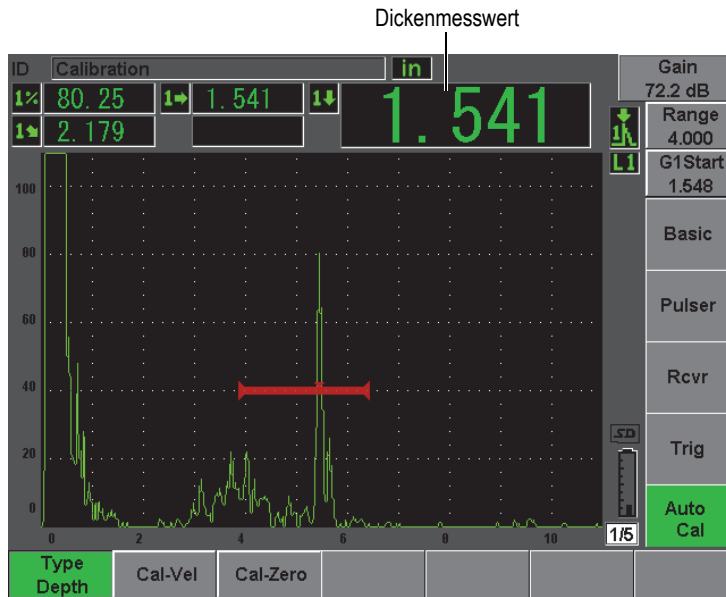 Dickenmesswert
ID Calibration in
1% 80.25 1 1.541 1 1.541
1 2.179
Gain
72.2 dB
1
Range
4.000
L1
G1Start
1.548
Basic
Pulser
Rcvr
Trig
Auto
Cal
100
80
60
40
20
0
0 2 4 6 8 10
SD
1/5
Type
Depth
Cal-Vel
Cal-Zero